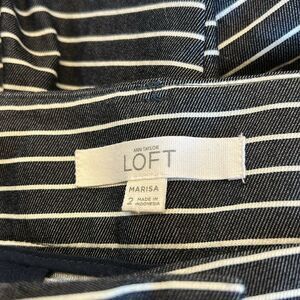 ANN TAYLOR
LOFT
MARISA
2 MADE IN
INDONESIA